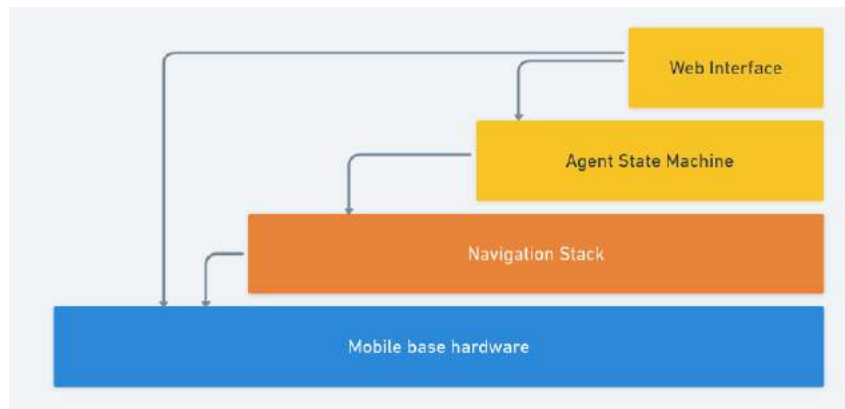 Web Interface
Agent State Machine
Navigation Stack
Mobile base hardware